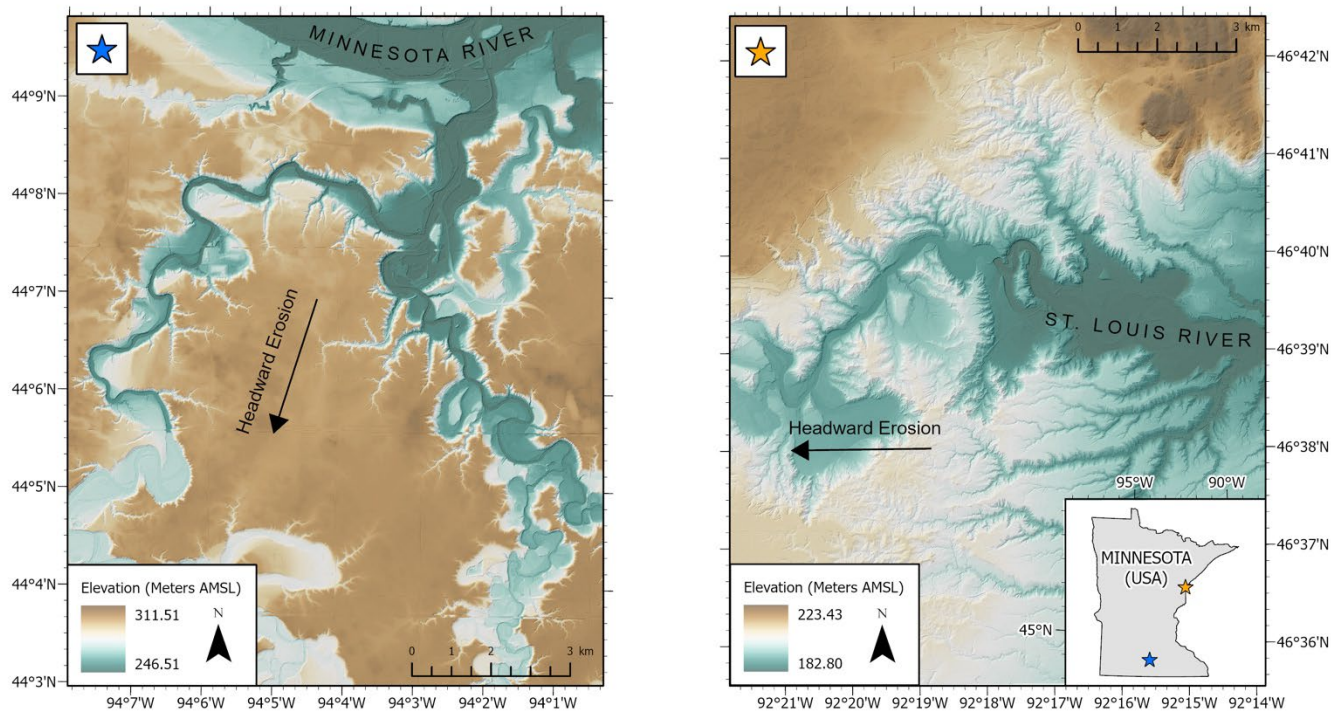 MINNESOTA RIVER
44°9'N
44°8'N
44°7'N
44°6'N
44°5'N
44°4'N
44°3'N
Headward Erosion
Elevation (Meters AMSL)
311.51
246.51
N
0 1 2 3 km
94°7'W 94°6'W 94°5'W 94°4'W 94°3'W 94°2'W 94°1'W
0 1 2 3 km
46°42'N
46°41'N
46°40'N
46°39'N
46°38'N
46°37'N
46°36'N
ST. LOUIS RIVER
Headward Erosion
Elevation (Meters AMSL)
223.43
182.80
N
95°W 90°W
MINNESOTA
(USA)
45°N
92°21'W 92°20'W 92°19'W 92°18'W 92°17'W 92°16'W 92°15'W 92°14'W